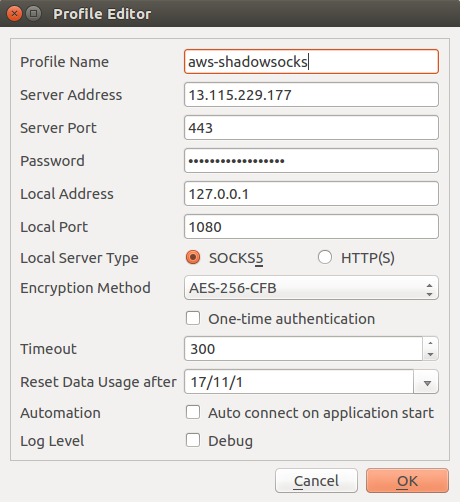 Profile Editor
Profile Name aws-shadowsocks
Server Address 13.115.229.177
Server Port 443
Password ••••••••••••••••••
Local Address 127.0.0.1
Local Port 1080
Local Server Type SOCKS5 HTTP(S)
Encryption Method AES-256-CFB
One-time authentication
Timeout 300
Reset Data Usage after 17/11/1
Automation Auto connect on application start
Log Level Debug
Cancel OK